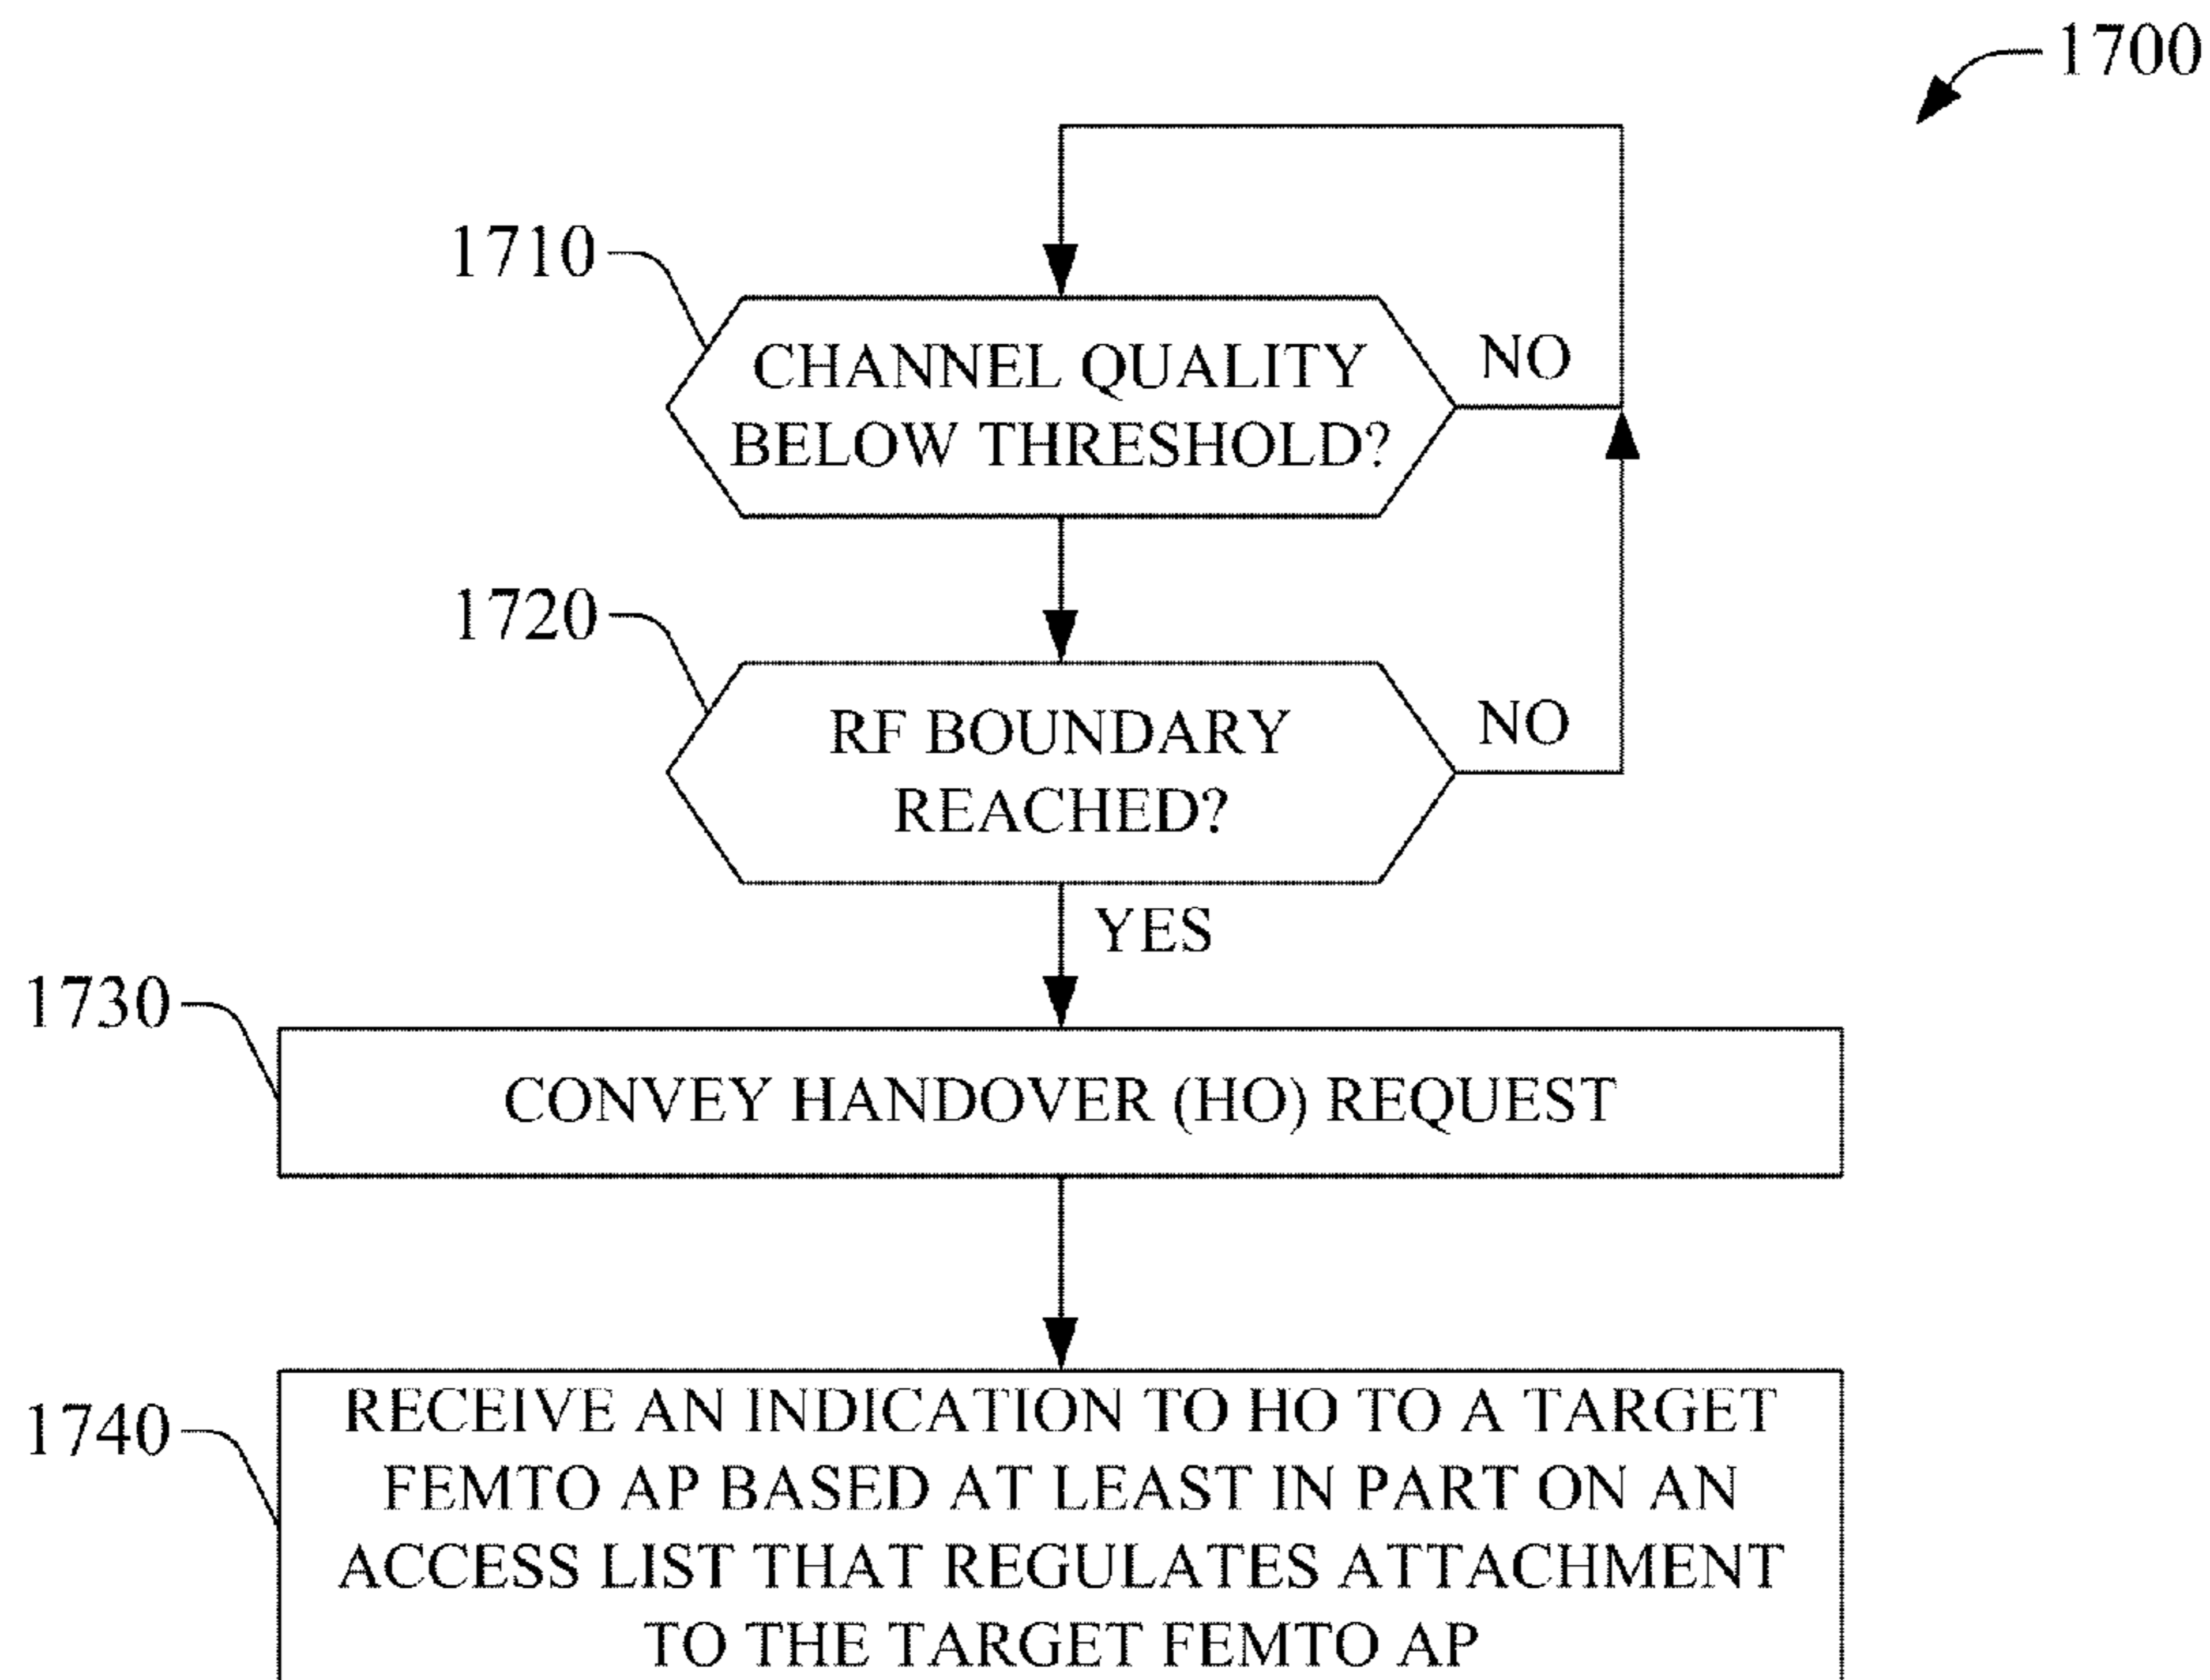 1700
1710
CHANNEL QUALITY
BELOW THRESHOLD?
NO
1720
RF BOUNDARY
REACHED?
NO
YES
1730
CONVEY HANDOVER (HO) REQUEST
1740
RECEIVE AN INDICATION TO HO TO A TARGET
FEMTO AP BASED AT LEAST IN PART ON AN
ACCESS LIST THAT REGULATES ATTACHMENT
TO THE TARGET FEMTO AP